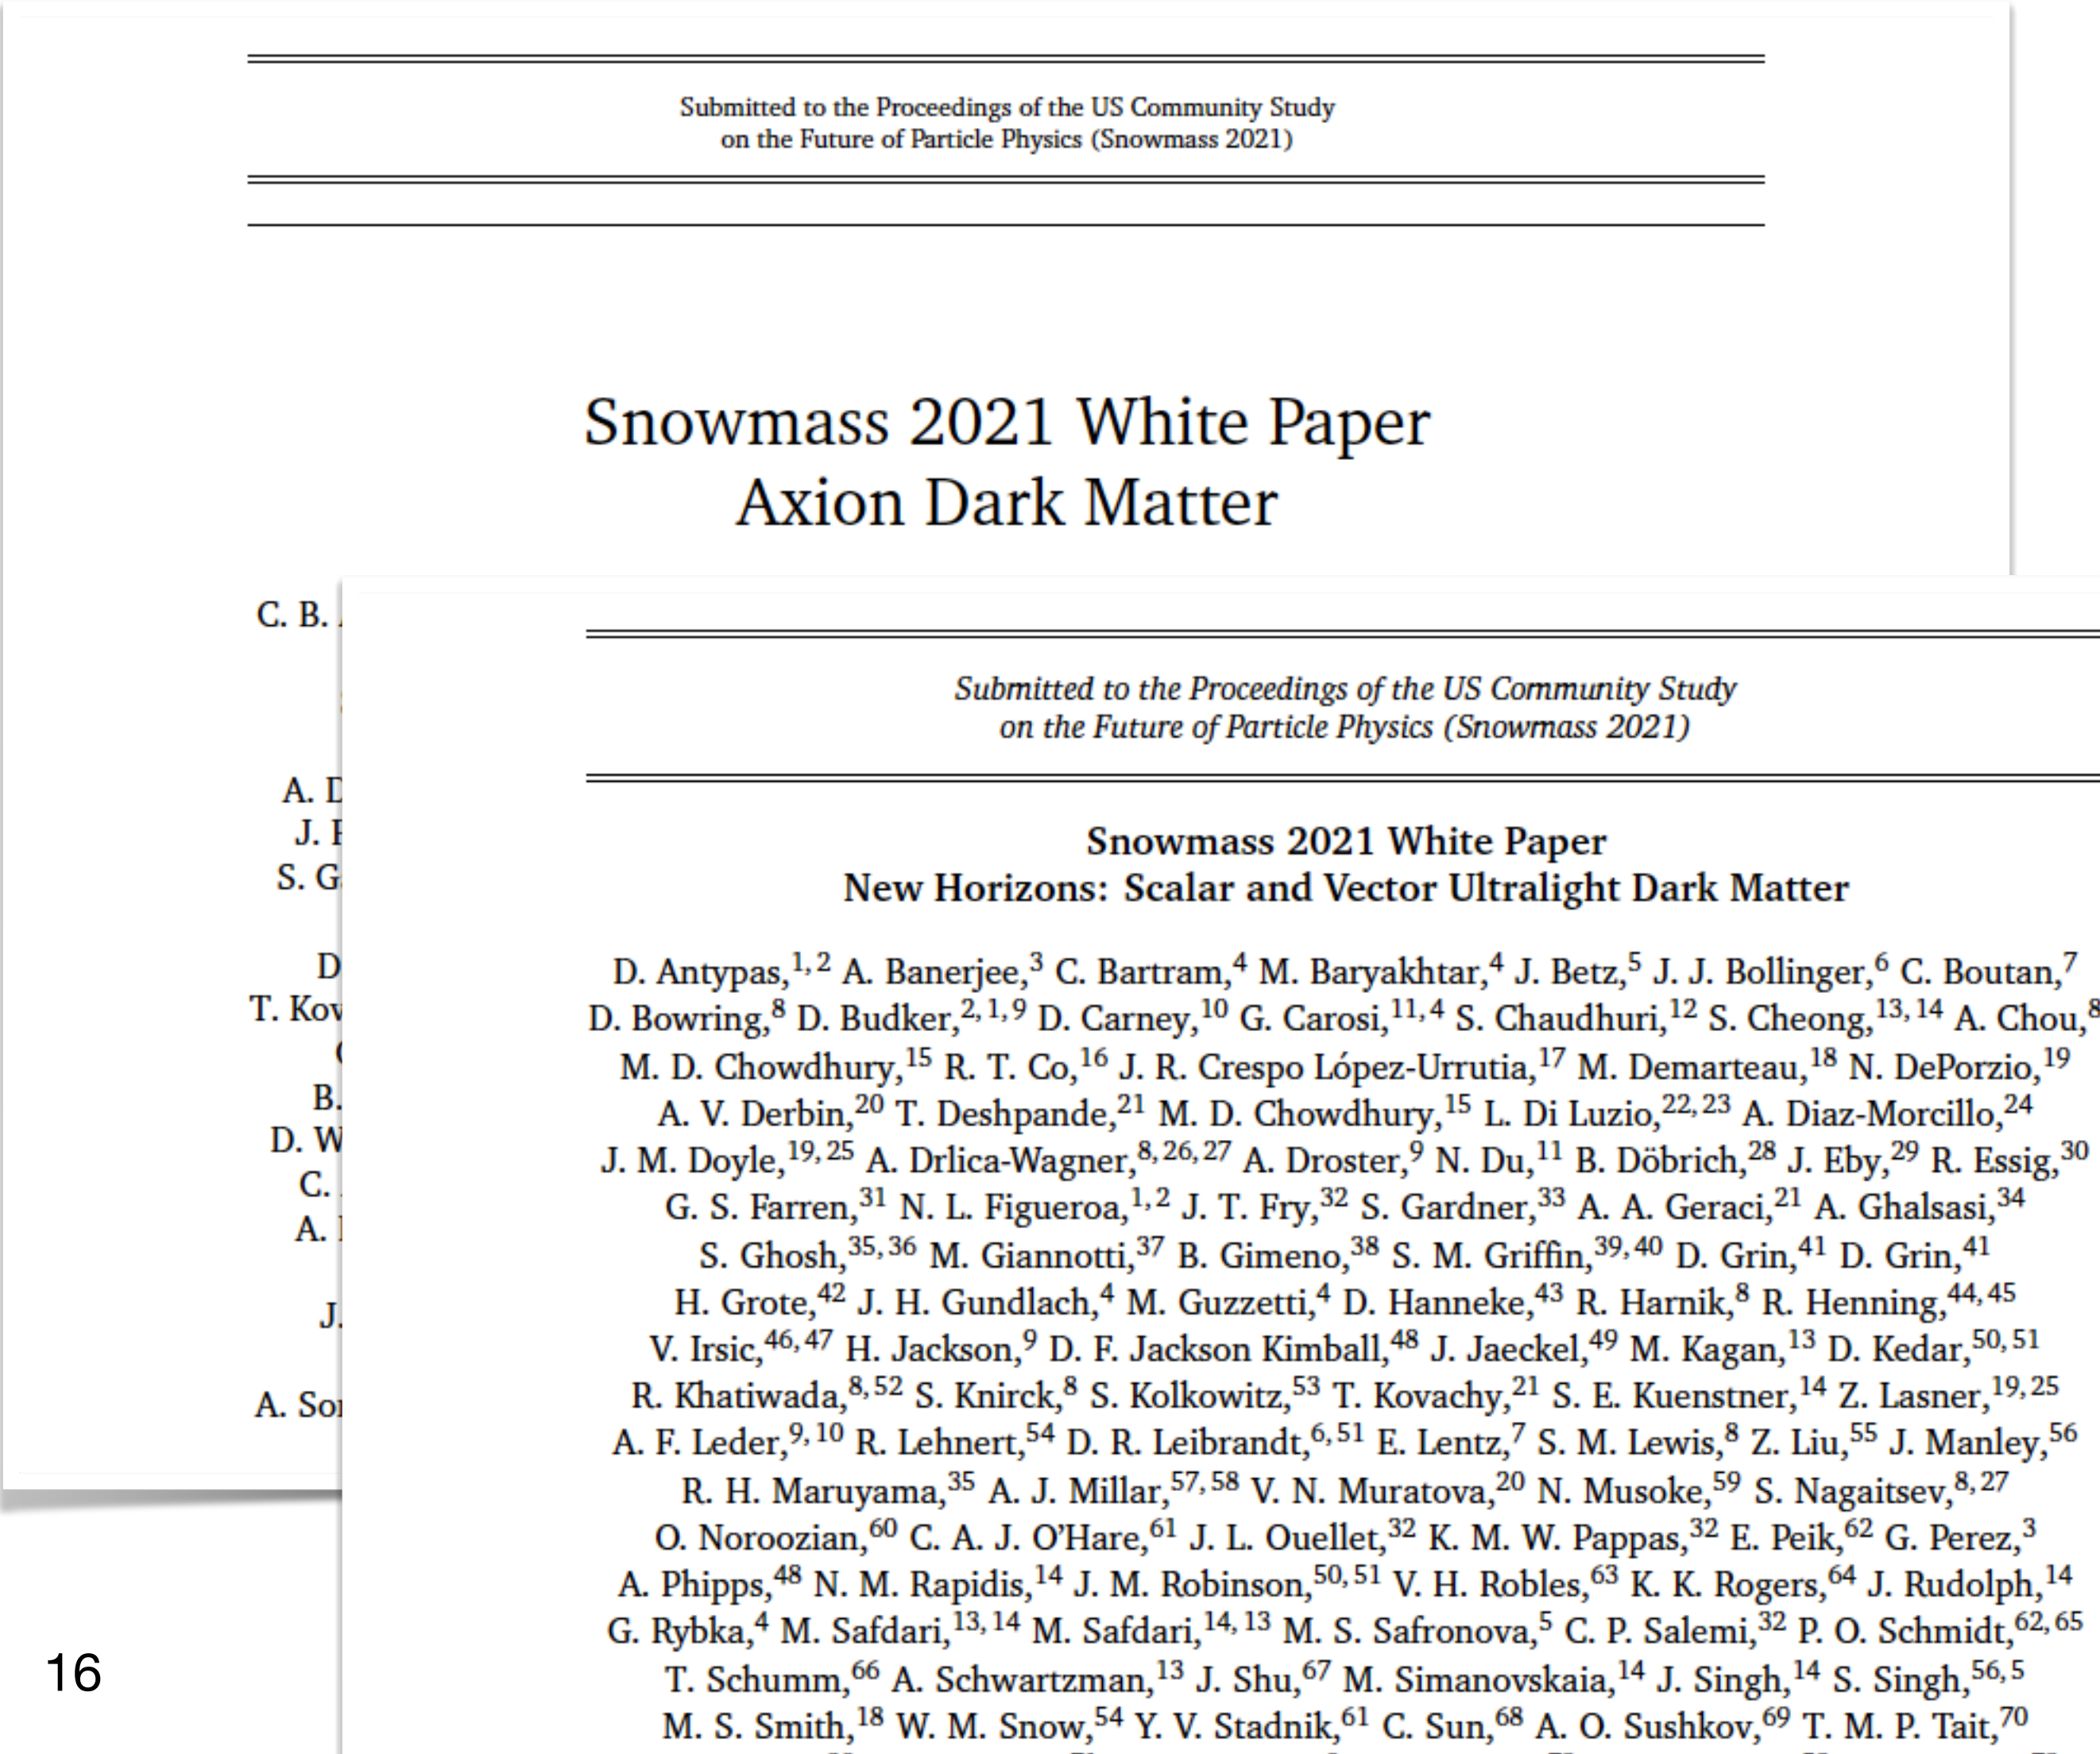 Submitted to the Proceedings of the US Community Study
on the Future of Particle Physics (Snowmass 2021)
Snowmass 2021 White Paper
Axion Dark Matter
C. B.
A.
J.
S. G
D
T. Kov
B.
D. W
C.
A.
J.
A. So
Submitted to the Proceedings of the US Community Study
on the Future of Particle Physics (Snowmass 2021)
Snowmass 2021 White Paper
New Horizons: Scalar and Vector Ultralight Dark Matter
D. Antypas,1, 2 A. Banerjee,3 C. Bartram,4 M. Baryakhtar,4 J. Betz,5 J. J. Bollinger,6 C. Boutan,7
D. Bowring,8 D. Budker,2, 1, 9 D. Carney,10 G. Carosi,11, 4 S. Chaudhuri,12 S. Cheong,13, 14 A. Chou,8
M. D. Chowdhury,15 R. T. Co,16 J. R. Crespo López-Urrutia,17 M. Demarteau,18 N. DePorzio,19
A. V. Derbin,20 T. Deshpande,21 M. D. Chowdhury,15 L. Di Luzio,22, 23 A. Diaz-Morcillo,24
J. M. Doyle,19, 25 A. Drlica-Wagner,8, 26, 27 A. Droster,9 N. Du,11 B. Döbrich,28 J. Eby,29 R. Essig,30
G. S. Farren,31 N. L. Figueroa,1, 2 J. T. Fry,32 S. Gardner,33 A. A. Geraci,21 A. Ghalsasi,34
S. Ghosh,35, 36 M. Giannotti,37 B. Gimeno,38 S. M. Griffin,39, 40 D. Grin,41 D. Grin,41
H. Grote,42 J. H. Gundlach,4 M. Guzzetti,4 D. Hanneke,43 R. Harnik,8 R. Henning,44, 45
V. Irsic,46, 47 H. Jackson,9 D. F. Jackson Kimball,48 J. Jaeckel,49 M. Kagan,13 D. Kedar,50, 51
R. Khatiwada,8, 52 S. Knirck,8 S. Kolkowitz,53 T. Kovachy,21 S. E. Kuenstner,14 Z. Lasner,19, 25
A. F. Leder,9, 10 R. Lehnert,54 D. R. Leibrandt,6, 51 E. Lentz,7 S. M. Lewis,8 Z. Liu,55 J. Manley,56
R. H. Maruyama,35 A. J. Millar,57, 58 V. N. Muratova,20 N. Musoke,59 S. Nagaitsev,8, 27
O. Noroozian,60 C. A. J. O'Hare,61 J. L. Ouellet,32 K. M. W. Pappas,32 E. Peik,62 G. Perez,3
A. Phipps,48 N. M. Rapidis,14 J. M. Robinson,50, 51 V. H. Robles,63 K. K. Rogers,64 J. Rudolph,14
G. Rybka,4 M. Safdari,13, 14 M. Safdari,14, 13 M. S. Safronova,5 C. P. Salemi,32 P. O. Schmidt,62, 65
T. Schumm,66 A. Schwartzman,13 J. Shu,67 M. Simanovskaia,14 J. Singh,14 S. Singh,56, 5
M. S. Smith,18 W. M. Snow,54 Y. V. Stadnik,61 C. Sun,68 A. O. Sushkov,69 T. M. P. Tait,70
16